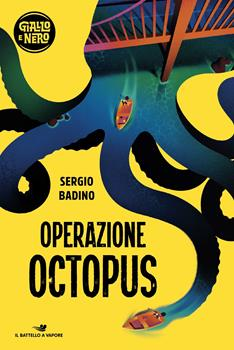 GIALLO
E NERO
SERGIO
BADINO
OPERAZIONE
OCTOPUS
IL BATTELLO A VAPORE